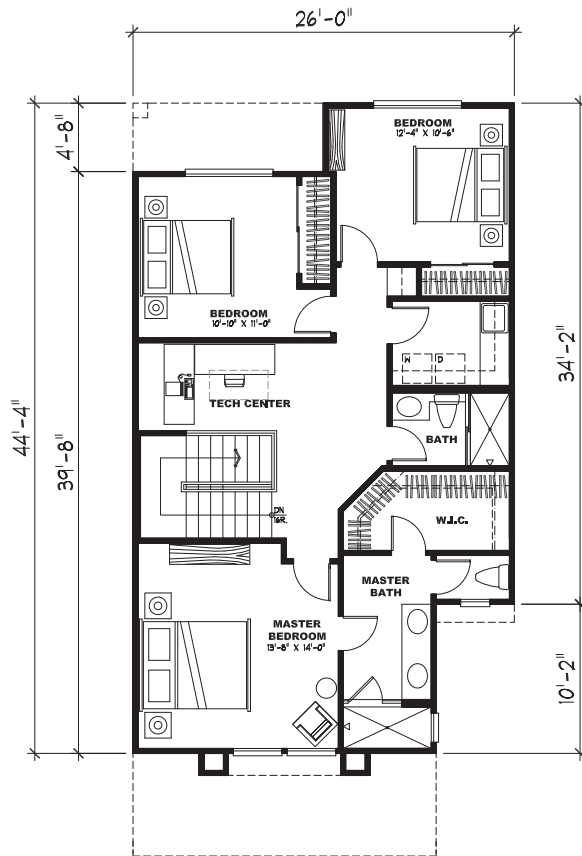 26'-0"
4'-8"
BEDROOM
12'-4" X 10'-6"
BEDROOM
10'-10" X 11'-0"
W D
34'-2"
44'-4"
39'-8"
TECH CENTER
BATH
DN
16R.
W.I.C.
MASTER
BATH
MASTER
BEDROOM
13'-8" X 14'-0"
10'-2"